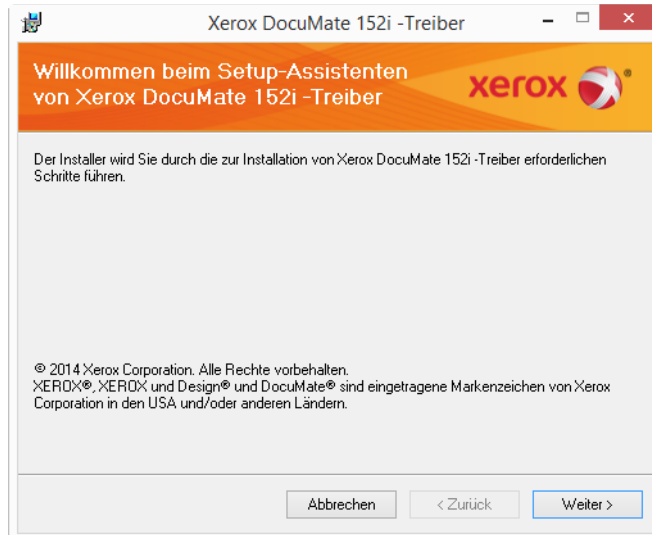 Xerox DocuMate 152i -Treiber
Willkommen beim Setup-Assistenten
von Xerox DocuMate 152i -Treiber
xerox ®
Der Installer wird Sie durch die zur Installation von Xerox DocuMate 152i -Treiber erforderlichen
Schritte führen.
© 2014 Xerox Corporation. Alle Rechte vorbehalten.
XEROX®, XEROX und Design® und DocuMate® sind eingetragene Markenzeichen von Xerox
Corporation in den USA und/oder anderen Ländern.
Abbrechen < Zurück Weiter >